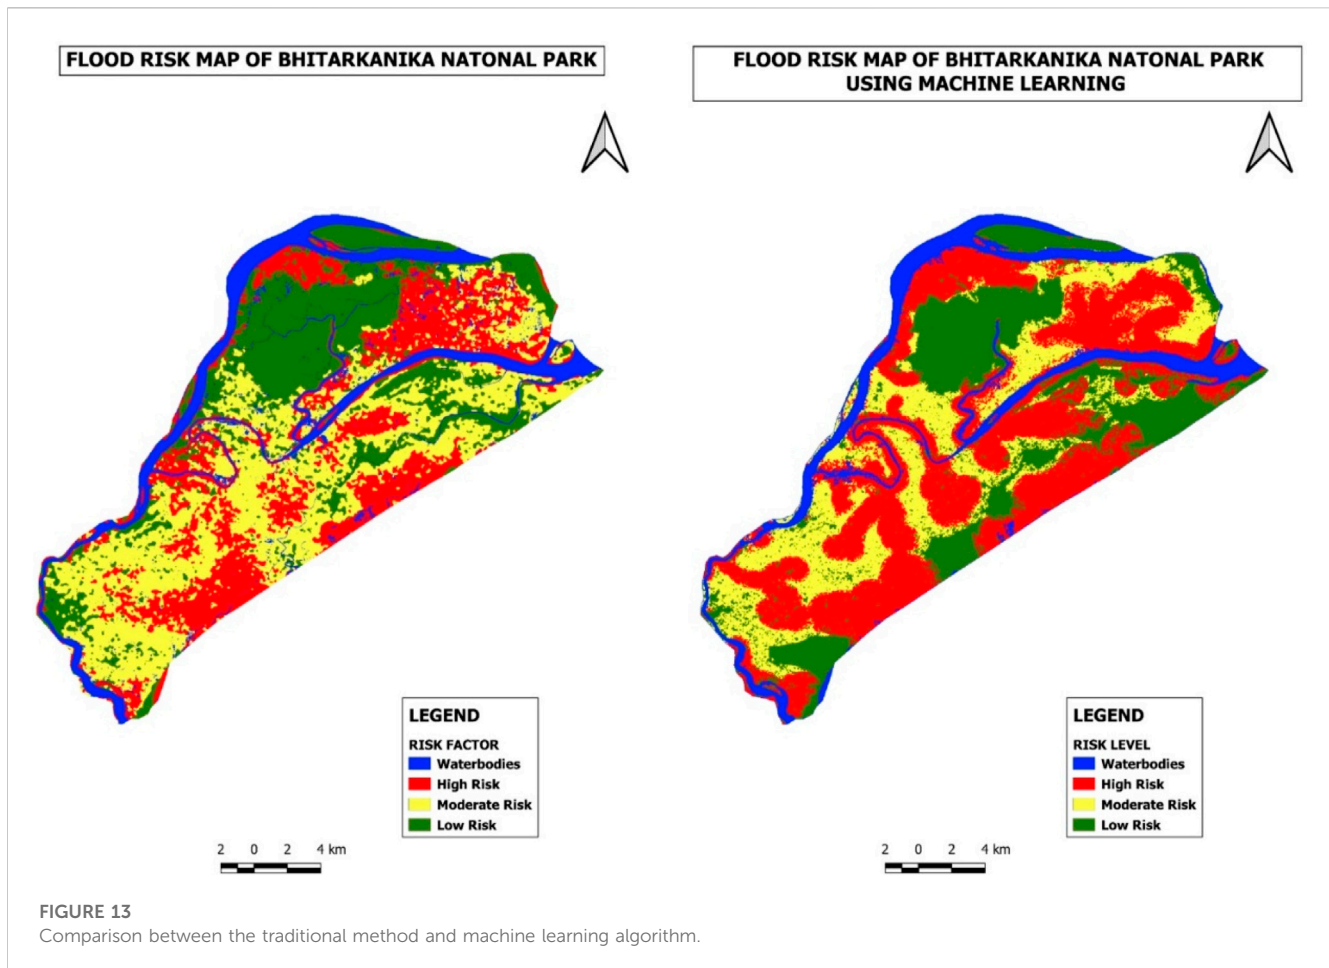 FLOOD RISK MAP OF BHITARKANIKA NATONAL PARK
LEGEND
RISK FACTOR
Waterbodies
High Risk
Moderate Risk
Low Risk
2 0 2 4 km
FLOOD RISK MAP OF BHITARKANIKA NATONAL PARK
USING MACHINE LEARNING
LEGEND
RISK LEVEL
Waterbodies
High Risk
Moderate Risk
Low Risk
2 0 2 4 km
FIGURE 13
Comparison between the traditional method and machine learning algorithm.